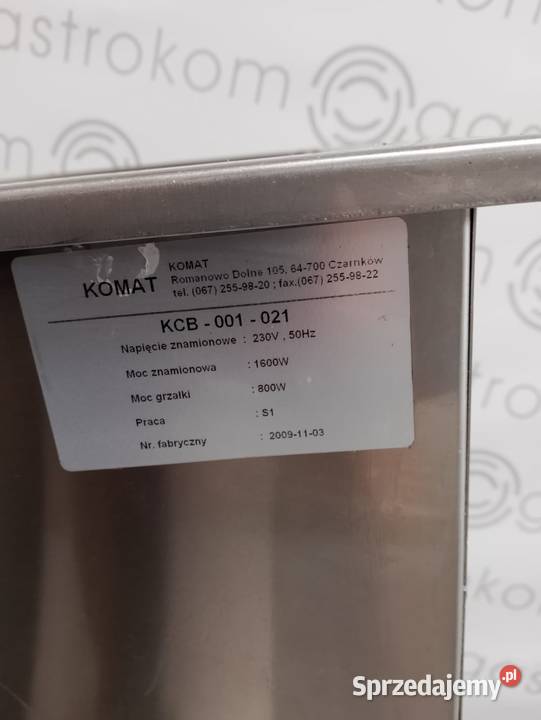 gastrokom
gastrokom
KOMAT
KOMAT
Romanowo Dolne 105, 64-700 Czarnków
tel. (067) 255-98-20 ; fax.(067) 255-98-22
KCB - 001 - 021
Napięcie znamionowe : 230V , 50Hz
Moc znamionowa : 1600W
Moc grzałki : 800W
Praca : S1
Nr. fabryczny : 2009-11-03
Sprzedajemy.pl